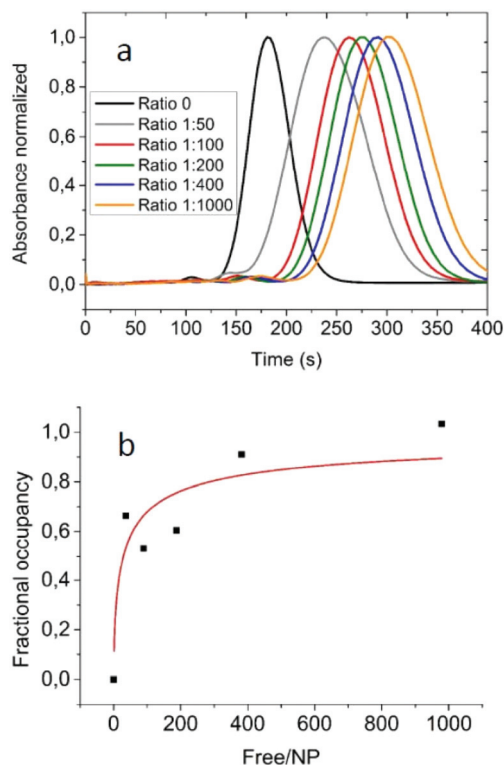 a
1,0
0,8
0,6
0,4
0,2
0,0
Absorbance normalized
Ratio 0
Ratio 1:50
Ratio 1:100
Ratio 1:200
Ratio 1:400
Ratio 1:1000
0 50 100 150 200 250 300 350 400
Time (s)
b
1,0
0,8
0,6
0,4
0,2
0,0
Fractional occupancy
0 200 400 600 800 1000
Free/NP